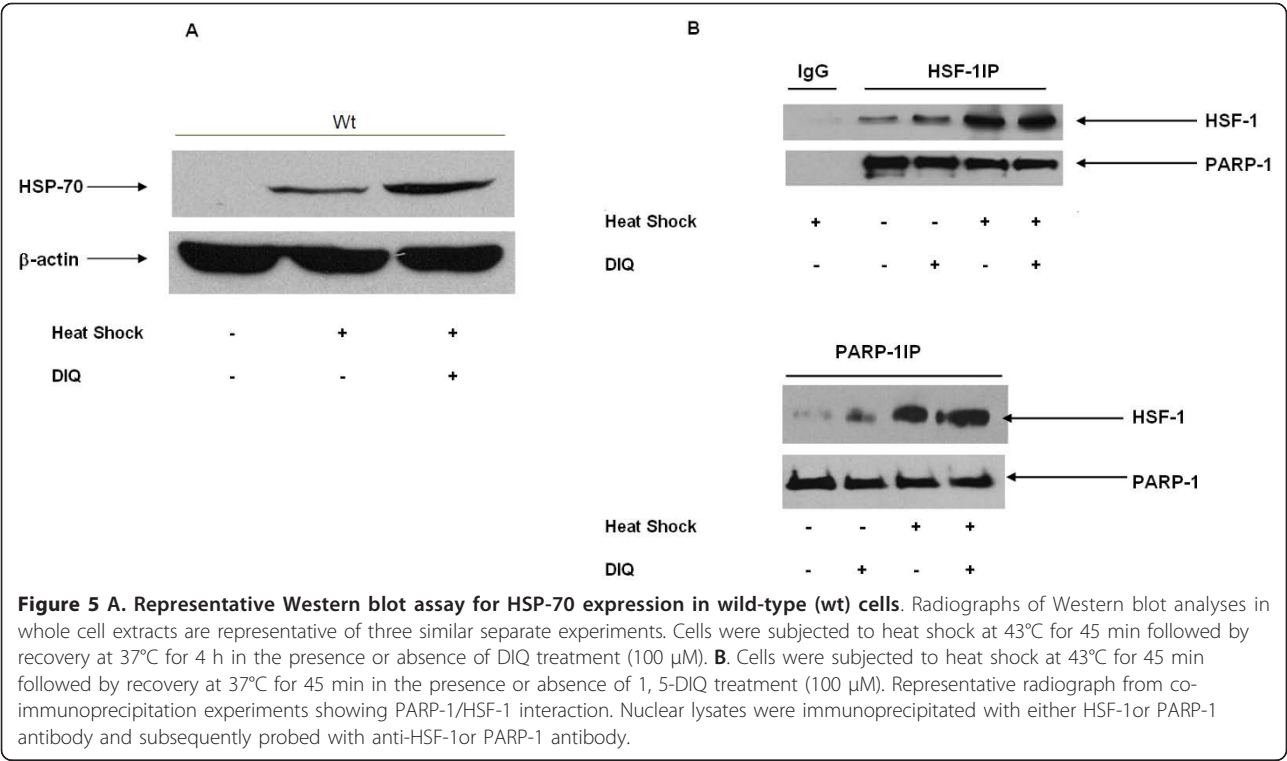 A
Wt
HSP-70
β-actin
Heat Shock - + +
DIQ - - +
B
IgG HSF-1IP
HSF-1
PARP-1
Heat Shock + - - + +
DIQ - - + - +
PARP-1IP
HSF-1
PARP-1
Heat Shock - - + +
DIQ - + - +
Figure 5 A. Representative Western blot assay for HSP-70 expression in wild-type (wt) cells. Radiographs of Western blot analyses in
whole cell extracts are representative of three similar separate experiments. Cells were subjected to heat shock at 43°C for 45 min followed by
recovery at 37°C for 4 h in the presence or absence of DIQ treatment (100 μM). B. Cells were subjected to heat shock at 43°C for 45 min
followed by recovery at 37°C for 45 min in the presence or absence of 1, 5-DIQ treatment (100 μM). Representative radiograph from co-
immunoprecipitation experiments showing PARP-1/HSF-1 interaction. Nuclear lysates were immunoprecipitated with either HSF-1or PARP-1
antibody and subsequently probed with anti-HSF-1or PARP-1 antibody.